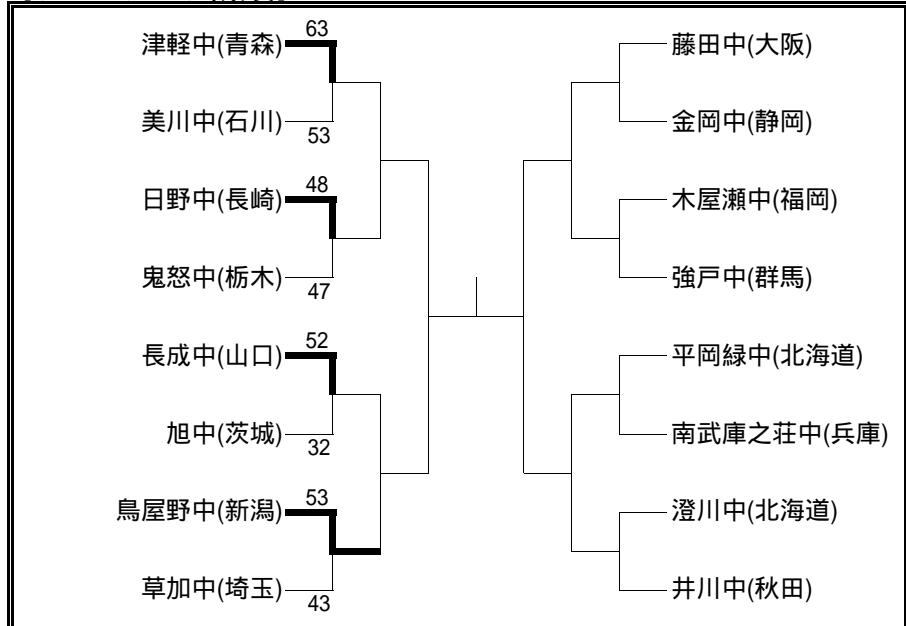 63
津軽中(青森)
藤田中(大阪)
美川中(石川)
金岡中(静岡)
53
48
日野中(長崎)
木屋瀬中(福岡)
鬼怒中(栃木)
強戸中(群馬)
47
52
長成中(山口)
平岡緑中(北海道)
旭中(茨城)
南武庫之荘中(兵庫)
32
53
鳥屋野中(新潟)
澄川中(北海道)
草加中(埼玉)
井川中(秋田)
43